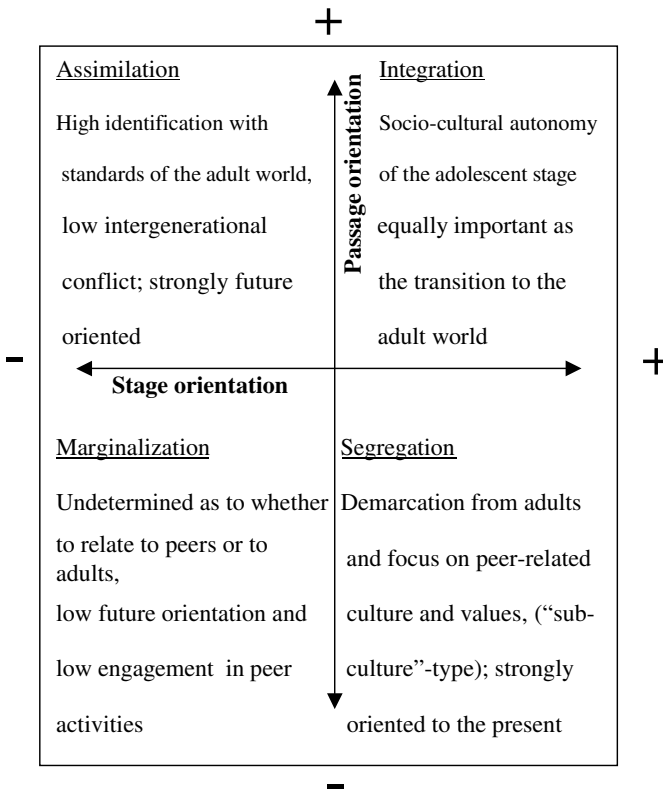 +
Assimilation
High identification with
standards of the adult world,
low intergenerational
conflict; strongly future
oriented
Passage orientation
Integration
Socio-cultural autonomy
of the adolescent stage
equally important as
the transition to the
adult world
-
+
Stage orientation
Marginalization
Undetermined as to whether
to relate to peers or to
adults,
low future orientation and
low engagement in peer
activities
Segregation
Demarcation from adults
and focus on peer-related
culture and values, (“sub-
culture”-type); strongly
oriented to the present
-